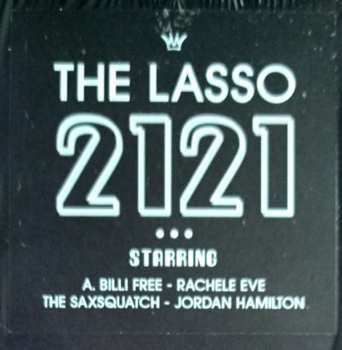 THE LASSO
2121
STARRING
A. BILLI FREE - RACHELE EVE
THE SAXSQUATCH - JORDAN HAMILTON